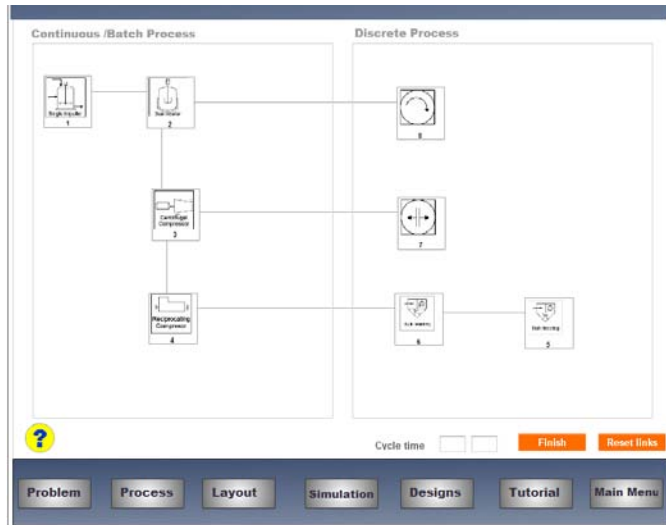 Continuous /Batch Process
Discrete Process
Single Impeller
1
2
8
Centrifugal
Compressor
3
7
Reciprocating
Compressor
4
6
5
?
Cycle time
Finish
Reset links
Problem
Process
Layout
Simulation
Designs
Tutorial
Main Menu